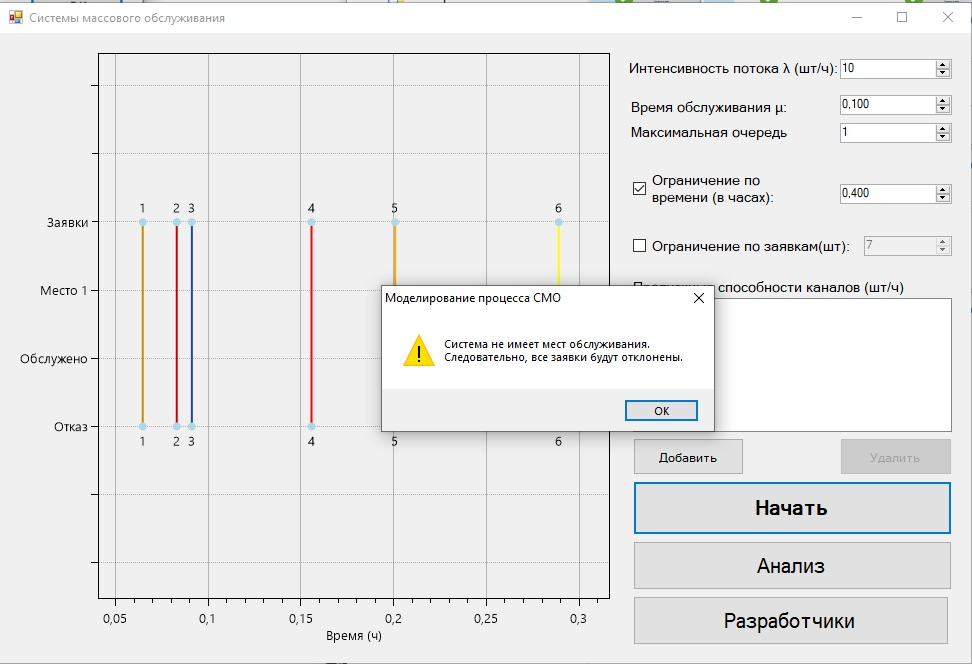 Системы массового обслуживания
Интенсивность потока λ (шт/ч):
10
Время обслуживания μ:
0,100
Максимальная очередь
1
Ограничение по
времени (в часах):
0,400
Ограничение по заявкам(шт):
7
способности каналов (шт/ч)
1 2 3 4 5 6
Заявки
Место 1
Обслужено
Отказ
1 2 3 4 5 6
0,05 0,1 0,15 0,2 0,25 0,3
Время (ч)
Моделирование процесса СМО
Система не имеет мест обслуживания.
Следовательно, все заявки будут отклонены.
ОК
Добавить
Удалить
Начать
Анализ
Разработчики